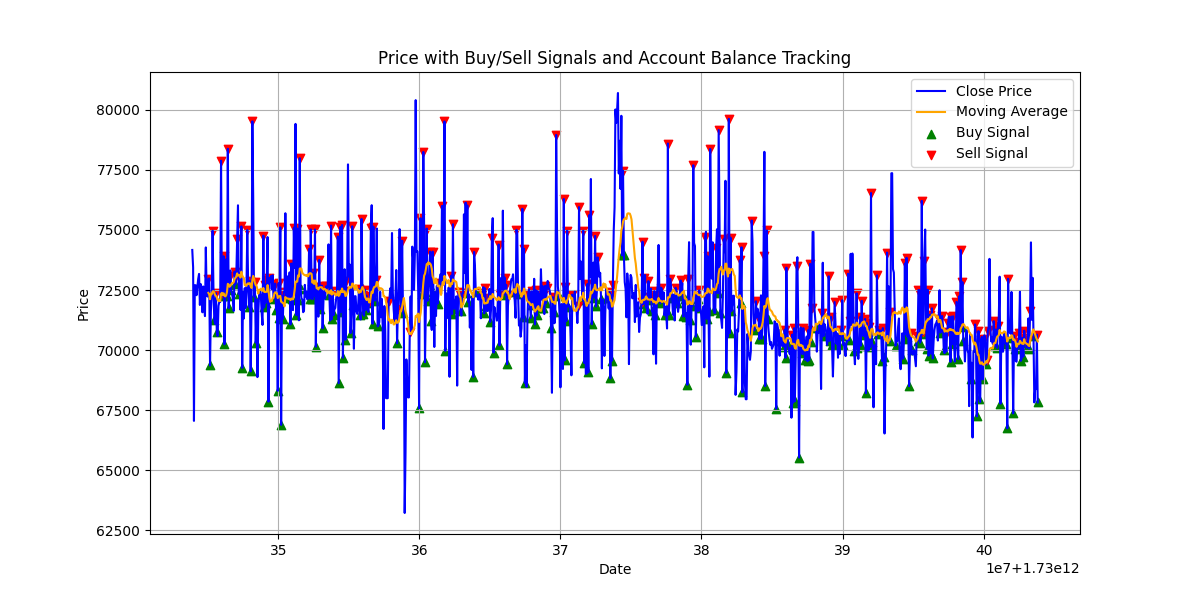 Price with Buy/Sell Signals and Account Balance Tracking
Close Price
Moving Average
Buy Signal
Sell Signal
80000
77500
75000
72500
70000
67500
65000
62500
Price
35 36 37 38 39 40
Date
1e7+1.73e12